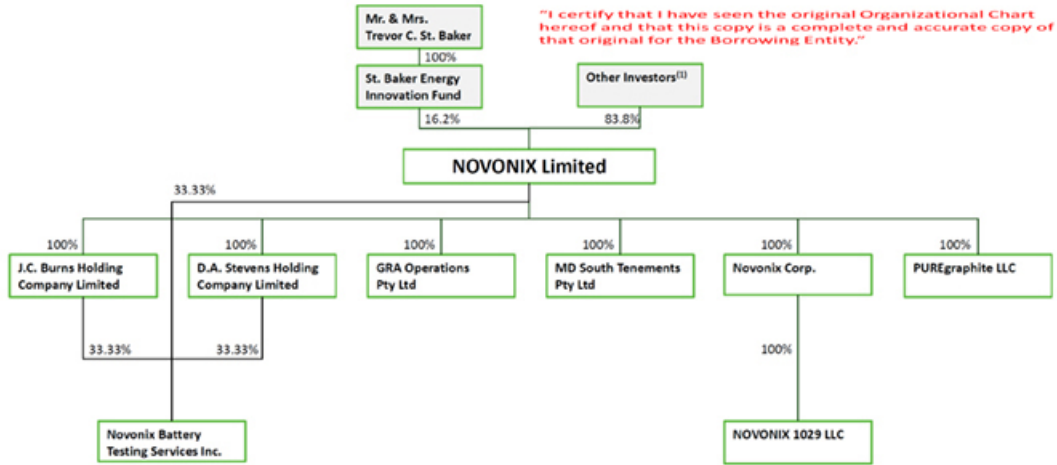 Mr. & Mrs.
Trevor C. St. Baker
"I certify that I have seen the original Organizational Chart
hereof and that this copy is a complete and accurate copy of
that original for the Borrowing Entity."
100%
St. Baker Energy
Innovation Fund
Other Investors(1)
16.2%
83.8%
NOVONIX Limited
33.33%
100%
100%
100%
100%
100%
100%
J.C. Burns Holding
Company Limited
D.A. Stevens Holding
Company Limited
GRA Operations
Pty Ltd
MD South Tenements
Pty Ltd
Novonix Corp.
PUREgraphite LLC
33.33%
33.33%
100%
Novonix Battery
Testing Services Inc.
NOVONIX 1029 LLC